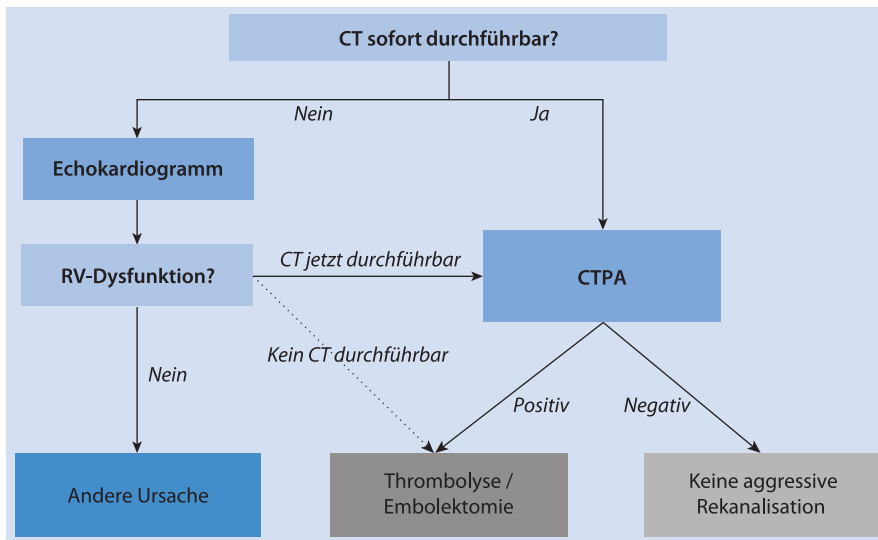 CT sofort durchführbar?
Nein
Ja
Echokardiogramm
RV-Dysfunktion?
CT jetzt durchführbar
CTPA
Kein CT durchführbar
Nein
Positiv
Negativ
Andere Ursache
Thrombolyse /
Embolektomie
Keine aggressive
Rekanalisation